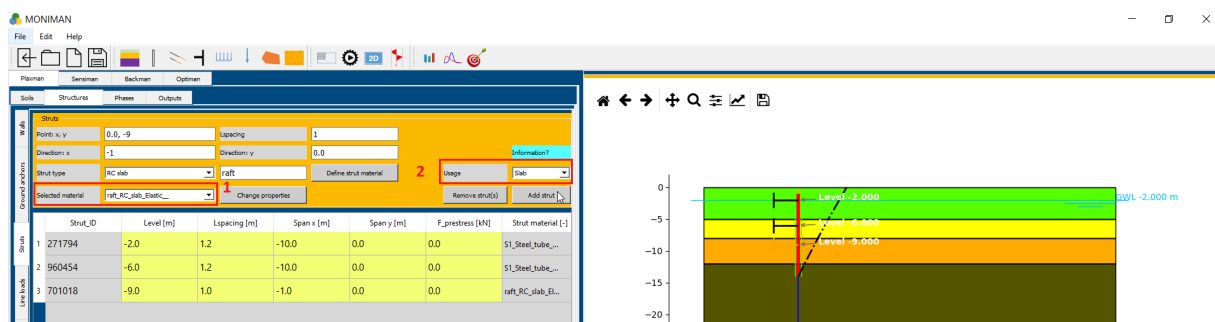 MONIMAN
File Edit Help
2D
Plaxman Sensiman Backman Optiman
Soils Structures Phases Outputs
Walls
Ground anchors
Struts
Line loads
Struts
Point: x, y 0.0, -9 Lspacing 1
Direction: x -1 Direction: y 0.0 Information?
Strut type RC slab raft Define strut material 2 Usage Slab
Selected material raft_RC_slab_Elastic__ 1 Change properties Remove strut(s) Add strut
Strut_ID Level [m] Lspacing [m] Span x [m] Span y [m] F_prestress [kN] Strut material [-]
1 271794 -2.0 1.2 -10.0 0.0 0.0 S1_Steel_tube_...
2 960454 -6.0 1.2 -10.0 0.0 0.0 S1_Steel_tube_...
3 701018 -9.0 1.0 -1.0 0.0 0.0 raft_RC_slab_El...
0
Level -2.000
GWL -2.000 m
−5
Level -6.000
Level -9.000
−10
−15
−20